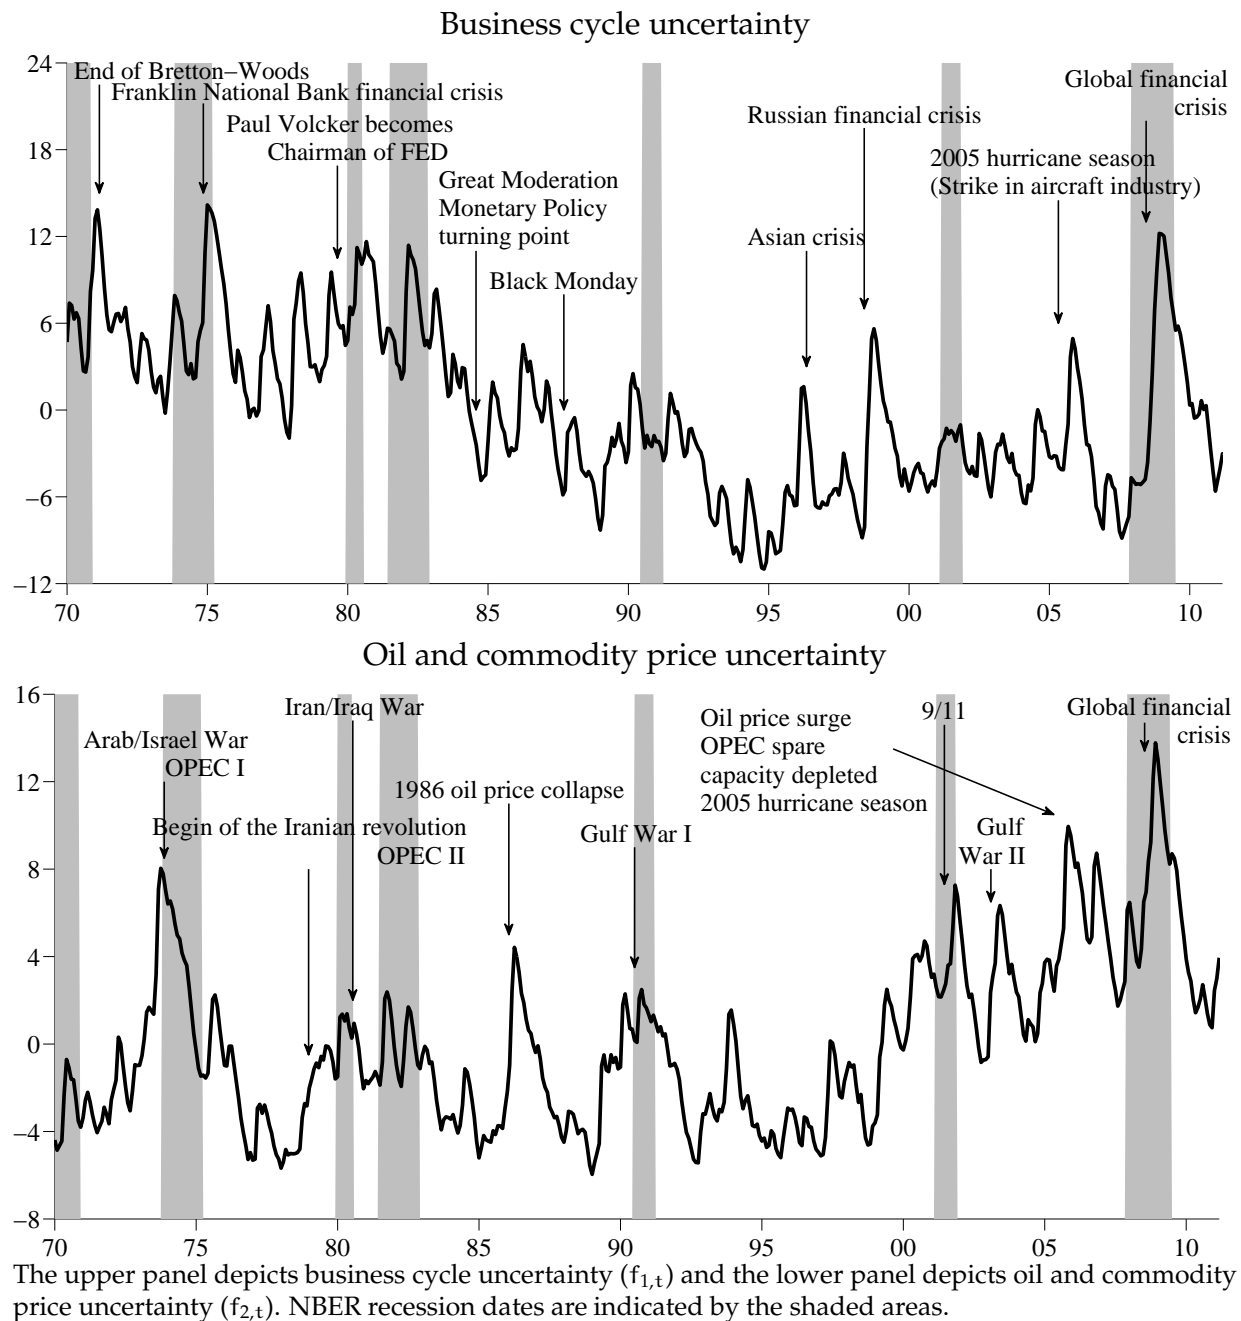 Business cycle uncertainty
24
18
12
6
0
−6
−12
End of Bretton−Woods
Franklin National Bank financial crisis
Paul Volcker becomes
Chairman of FED
Great Moderation
Monetary Policy
turning point
Black Monday
Asian crisis
Russian financial crisis
2005 hurricane season
(Strike in aircraft industry)
Global financial
crisis
70 75 80 85 90 95 00 05 10
Oil and commodity price uncertainty
16
12
8
4
0
−4
−8
Arab/Israel War
OPEC I
Iran/Iraq War
Begin of the Iranian revolution
OPEC II
1986 oil price collapse
Gulf War I
Oil price surge
OPEC spare
capacity depleted
2005 hurricane season
9/11
Gulf
War II
Global financial
crisis
70 75 80 85 90 95 00 05 10
The upper panel depicts business cycle uncertainty (f1,t) and the lower panel depicts oil and commodity
price uncertainty (f2,t). NBER recession dates are indicated by the shaded areas.